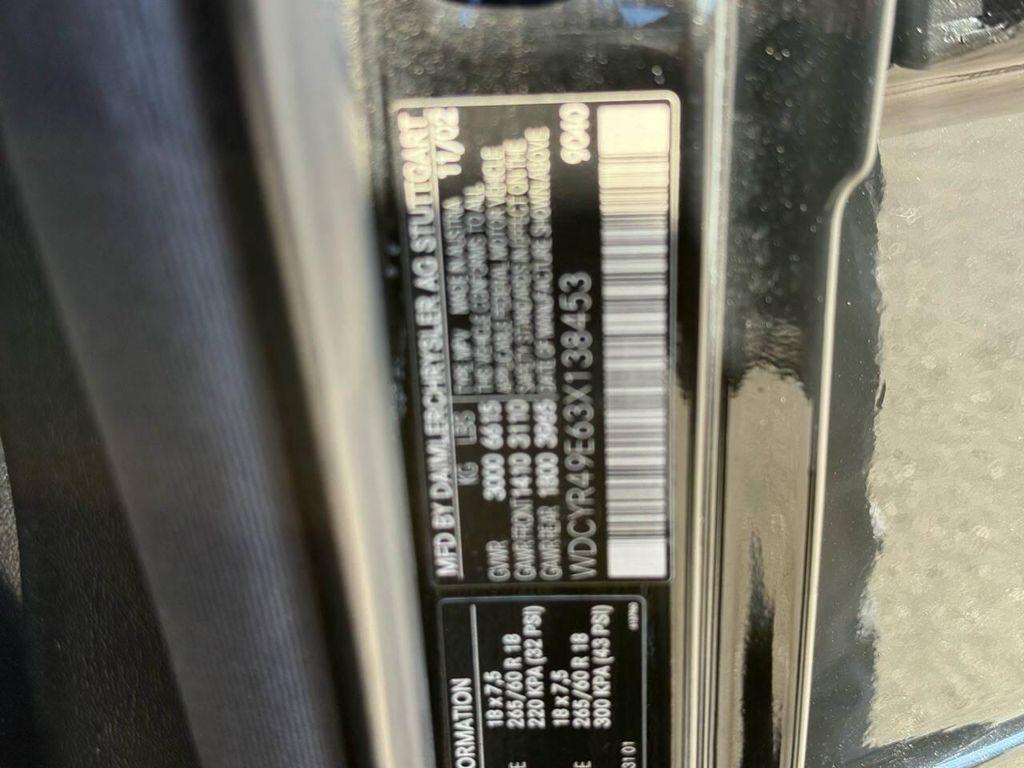 MFD BY DAIMLERCHRYSLER AG STUTTGART
KG LBS 11/02
GVWR 3000 6615
GAWR-FRONT 1410 3110
GAWR-REAR 1800 3965
TYPE: MPV MADE IN AUSTRIA
THIS VEHICLE CONFORMS TO ALL
APPLICABLE FEDERAL MOTOR VEHICLE
SAFETY STANDARDS IN EFFECT ON THE
DATE OF MANUFACTURE SHOWN ABOVE
WDCYR49E63X138453 9040
ORMATION
18 x 7,5
265/60 R 18
220 KPA (32 PSI)
18 x 7,5
265/60 R 18
300 KPA (43 PSI)
3101